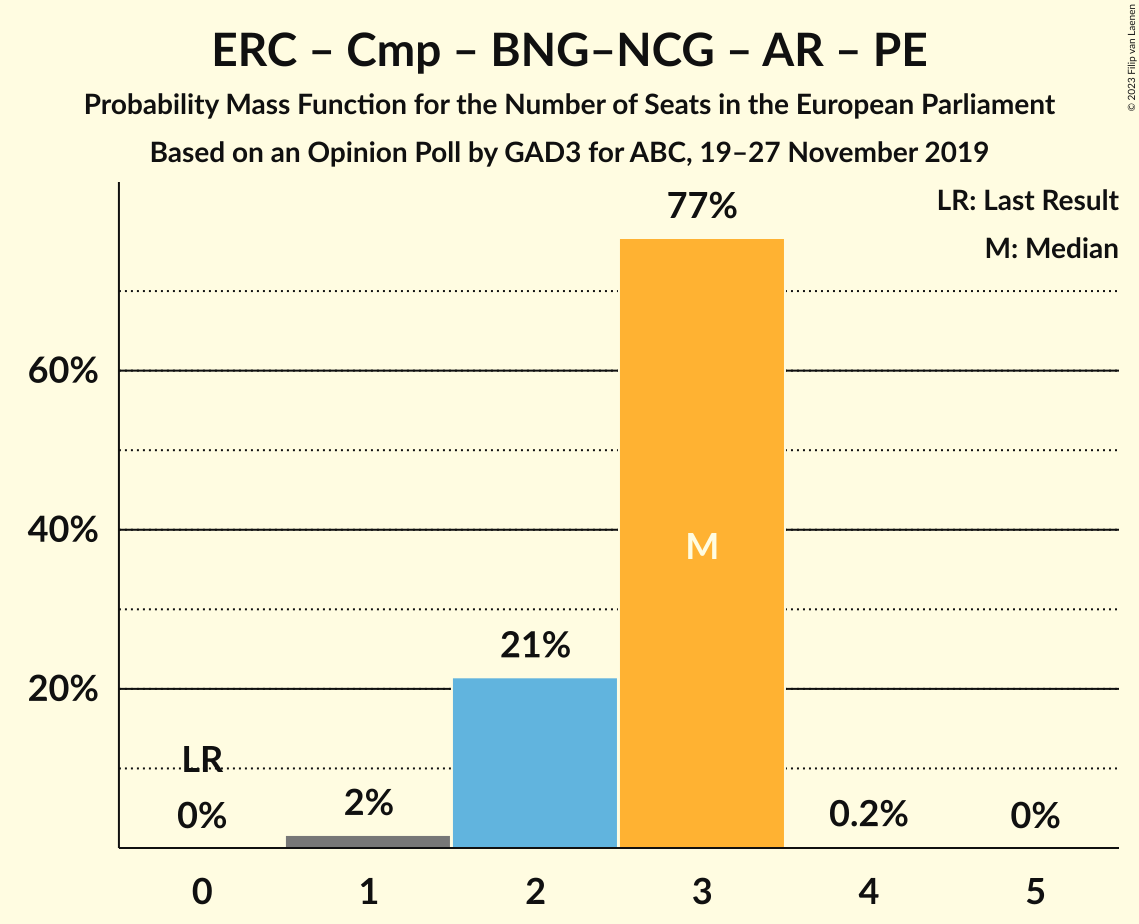 ERC – Cmp – BNG–NCG – AR – PE
Probability Mass Function for the Number of Seats in the European Parliament
Based on an Opinion Poll by GAD3 for ABC, 19–27 November 2019
© 2023 Filip van Laenen
LR: Last Result
M: Median
77%
60%
40%
M
21%
20%
LR
0%
2%
0.2%
0%
0 1 2 3 4 5